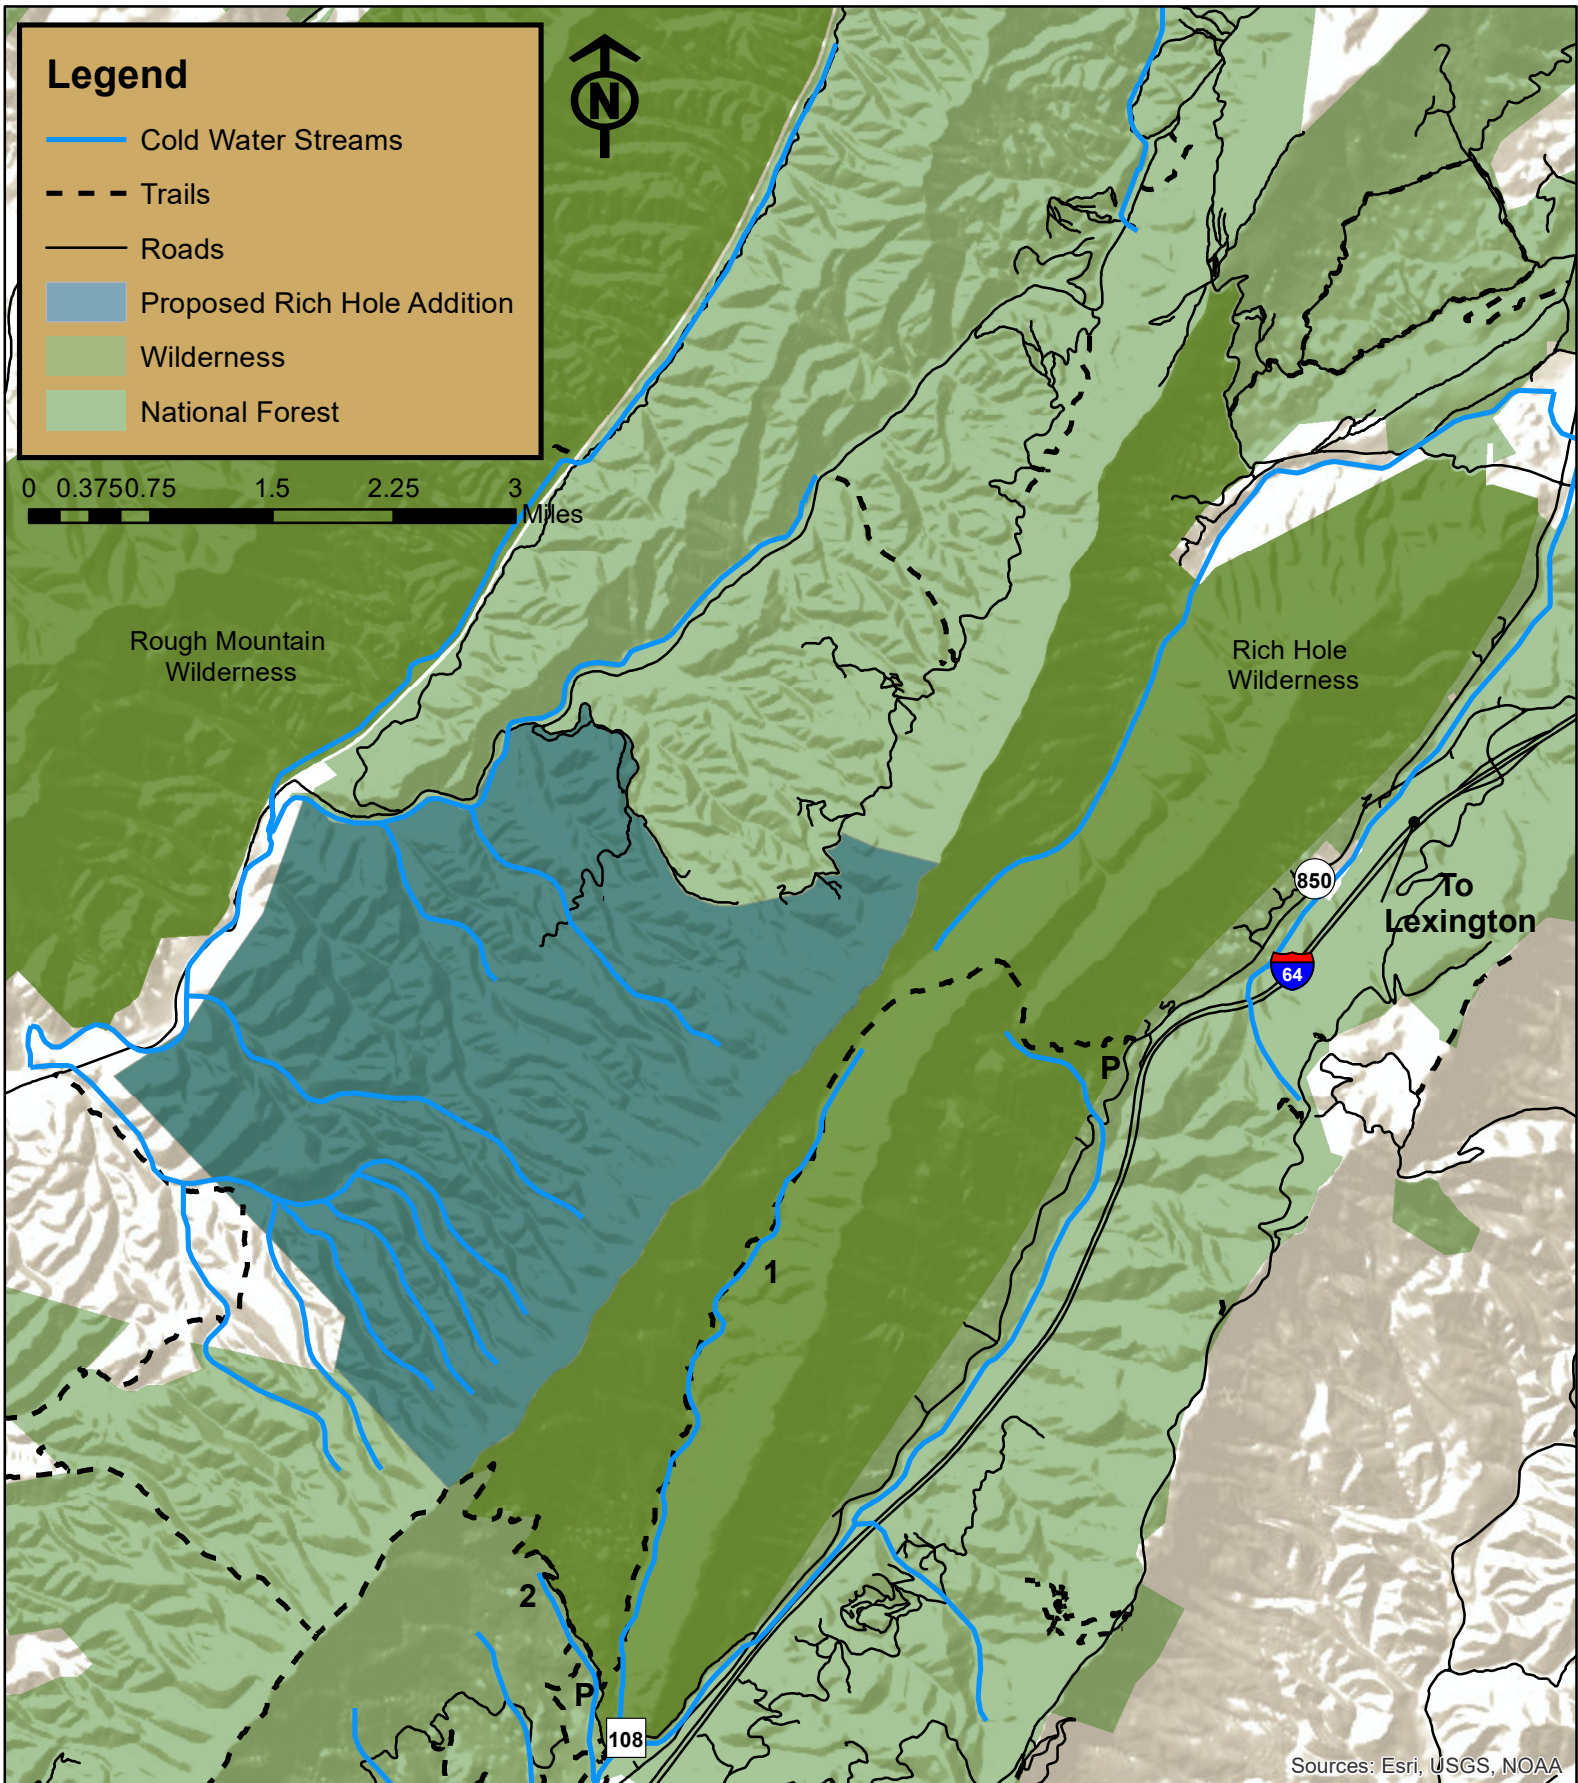 Legend
Cold Water Streams
Trails
Roads
Proposed Rich Hole Addition
Wilderness
National Forest
N
0 0.375 0.75 1.5 2.25 3
Miles
Rough Mountain
Wilderness
Rich Hole
Wilderness
850
To
Lexington
64
P
1
2
P
108
Sources: Esri, USGS, NOAA